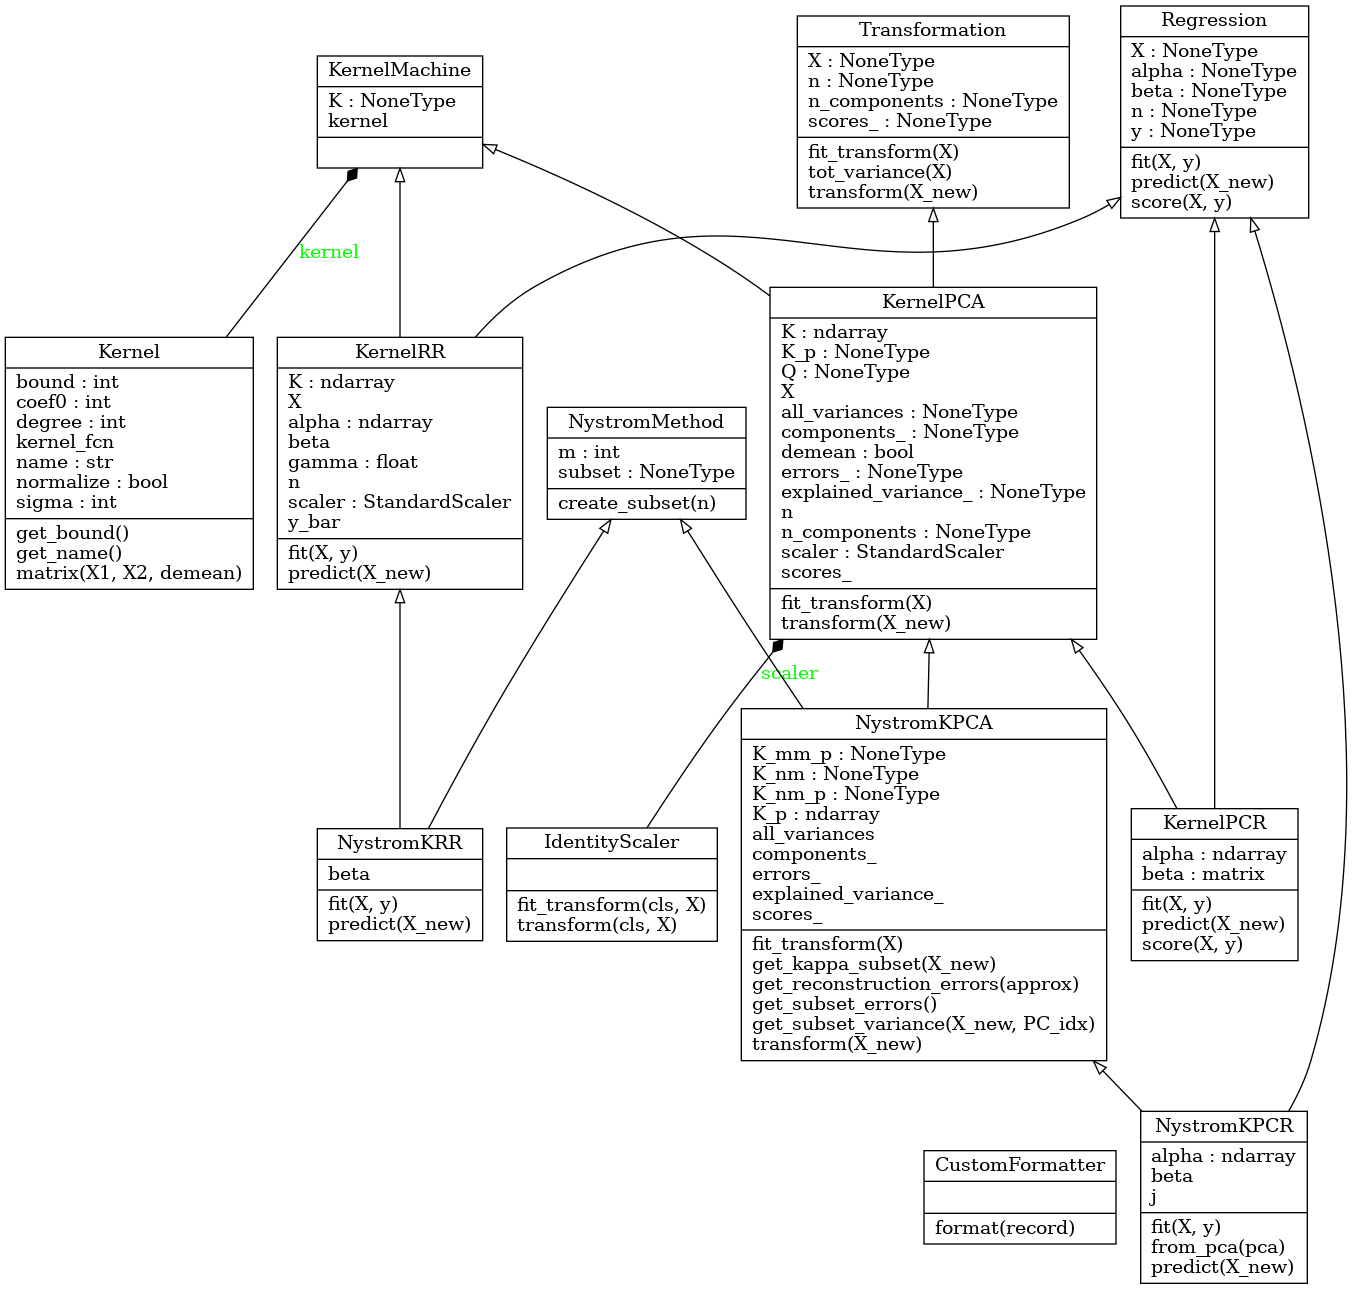 KernelMachine
K : NoneType
kernel
Transformation
X : NoneType
n : NoneType
n_components : NoneType
scores_ : NoneType
fit_transform(X)
tot_variance(X)
transform(X_new)
Regression
X : NoneType
alpha : NoneType
beta : NoneType
n : NoneType
y : NoneType
fit(X, y)
predict(X_new)
score(X, y)
kernel
Kernel
bound : int
coef0 : int
degree : int
kernel_fcn
name : str
normalize : bool
sigma : int
get_bound()
get_name()
matrix(X1, X2, demean)
KernelRR
K : ndarray
X
alpha : ndarray
beta
gamma : float
n
scaler : StandardScaler
y_bar
fit(X, y)
predict(X_new)
NystromMethod
m : int
subset : NoneType
create_subset(n)
KernelPCA
K : ndarray
K_p : NoneType
Q : NoneType
X
all_variances : NoneType
components_ : NoneType
demean : bool
errors_ : NoneType
explained_variance_ : NoneType
n
n_components : NoneType
scaler : StandardScaler
scores_
fit_transform(X)
transform(X_new)
scaler
NystromKRR
beta
fit(X, y)
predict(X_new)
IdentityScaler
fit_transform(cls, X)
transform(cls, X)
NystromKPCA
K_mm_p : NoneType
K_nm : NoneType
K_nm_p : NoneType
K_p : ndarray
all_variances
components_
errors_
explained_variance_
scores_
fit_transform(X)
get_kappa_subset(X_new)
get_reconstruction_errors(approx)
get_subset_errors()
get_subset_variance(X_new, PC_idx)
transform(X_new)
KernelPCR
alpha : ndarray
beta : matrix
fit(X, y)
predict(X_new)
score(X, y)
CustomFormatter
format(record)
NystromKPCR
alpha : ndarray
beta
j
fit(X, y)
from_pca(pca)
predict(X_new)